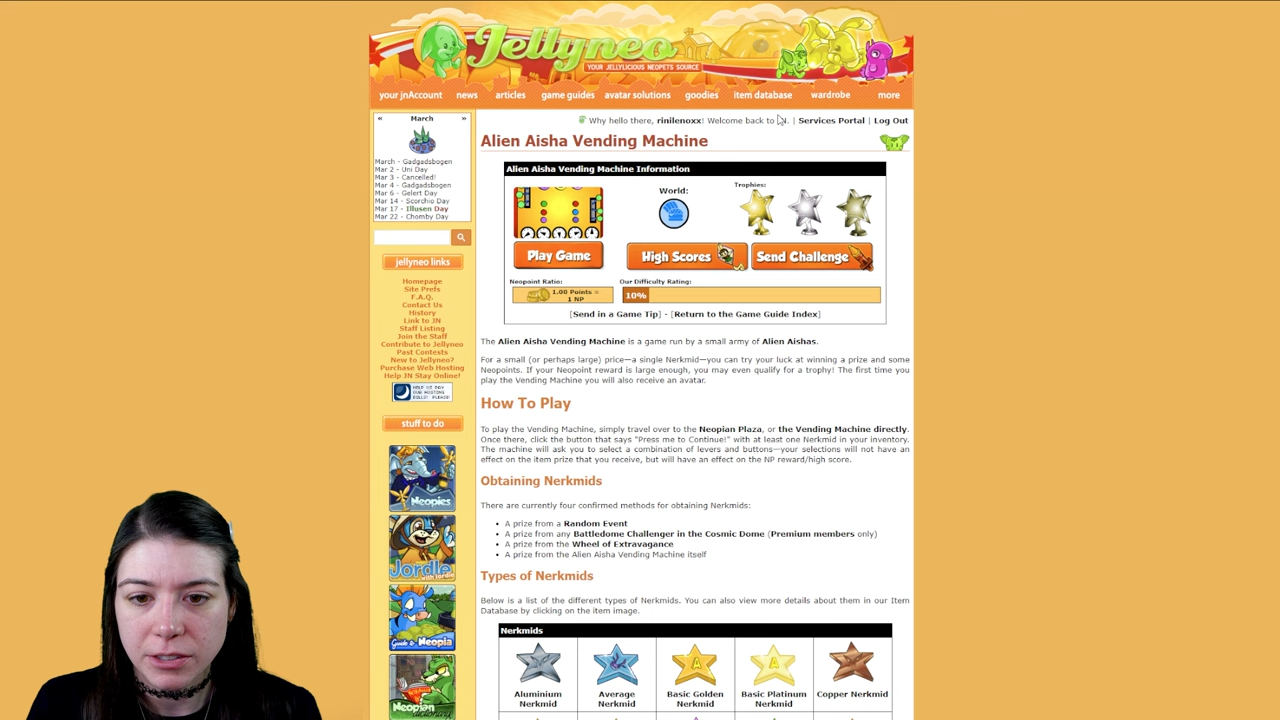 Jellyneo
YOUR JELLYLICIOUS NEOPETS SOURCE
your jnAccount news articles game guides avatar solutions goodies item database wardrobe more
« March »
March - Gadgadsbogen
Mar 2 - Uni Day
Mar 3 - Cancelled!
Mar 4 - Gadgadsbogen
Mar 6 - Gelert Day
Mar 14 - Scorchio Day
Mar 17 - Illusen Day
Mar 22 - Chomby Day
jellyneo links
Homepage
Site Prefs
F.A.Q.
Contact Us
History
Link to JN
Staff Listing
Join the Staff
Contribute to Jellyneo
Past Contests
New to Jellyneo?
Purchase Web Hosting
Help JN Stay Online!
HELP US PAY
OUR HOSTING
BILLS! PLEASE!
stuff to do
Neopies
Jordle
with Jordie
Guide to Neopia
Neopian
Why hello there, rinilenoxx! Welcome back to JN. | Services Portal | Log Out
Alien Aisha Vending Machine
Alien Aisha Vending Machine Information
World:
Trophies:
Play Game
High Scores
Send Challenge
Neopoint Ratio:
1.00 Points =
1 NP
Our Difficulty Rating:
10%
[Send in a Game Tip] - [Return to the Game Guide Index]
The Alien Aisha Vending Machine is a game run by a small army of Alien Aishas.
For a small (or perhaps large) price—a single Nerkmid—you can try your luck at winning a prize and some
Neopoints. If your Neopoint reward is large enough, you may even qualify for a trophy! The first time you
play the Vending Machine you will also receive an avatar.
How To Play
To play the Vending Machine, simply travel over to the Neopian Plaza, or the Vending Machine directly.
Once there, click the button that says "Press me to Continue!" with at least one Nerkmid in your inventory.
The machine will ask you to select a combination of levers and buttons—your selections will not have an
effect on the item prize that you receive, but will have an effect on the NP reward/high score.
Obtaining Nerkmids
There are currently four confirmed methods for obtaining Nerkmids:
• A prize from a Random Event
• A prize from any Battledome Challenger in the Cosmic Dome (Premium members only)
• A prize from the Wheel of Extravagance
• A prize from the Alien Aisha Vending Machine itself
Types of Nerkmids
Below is a list of the different types of Nerkmids. You can also view more details about them in our Item
Database by clicking on the item image.
Nerkmids
Aluminium
Nerkmid
Average
Nerkmid
Basic Golden
Nerkmid
Basic Platinum
Nerkmid
Copper Nerkmid